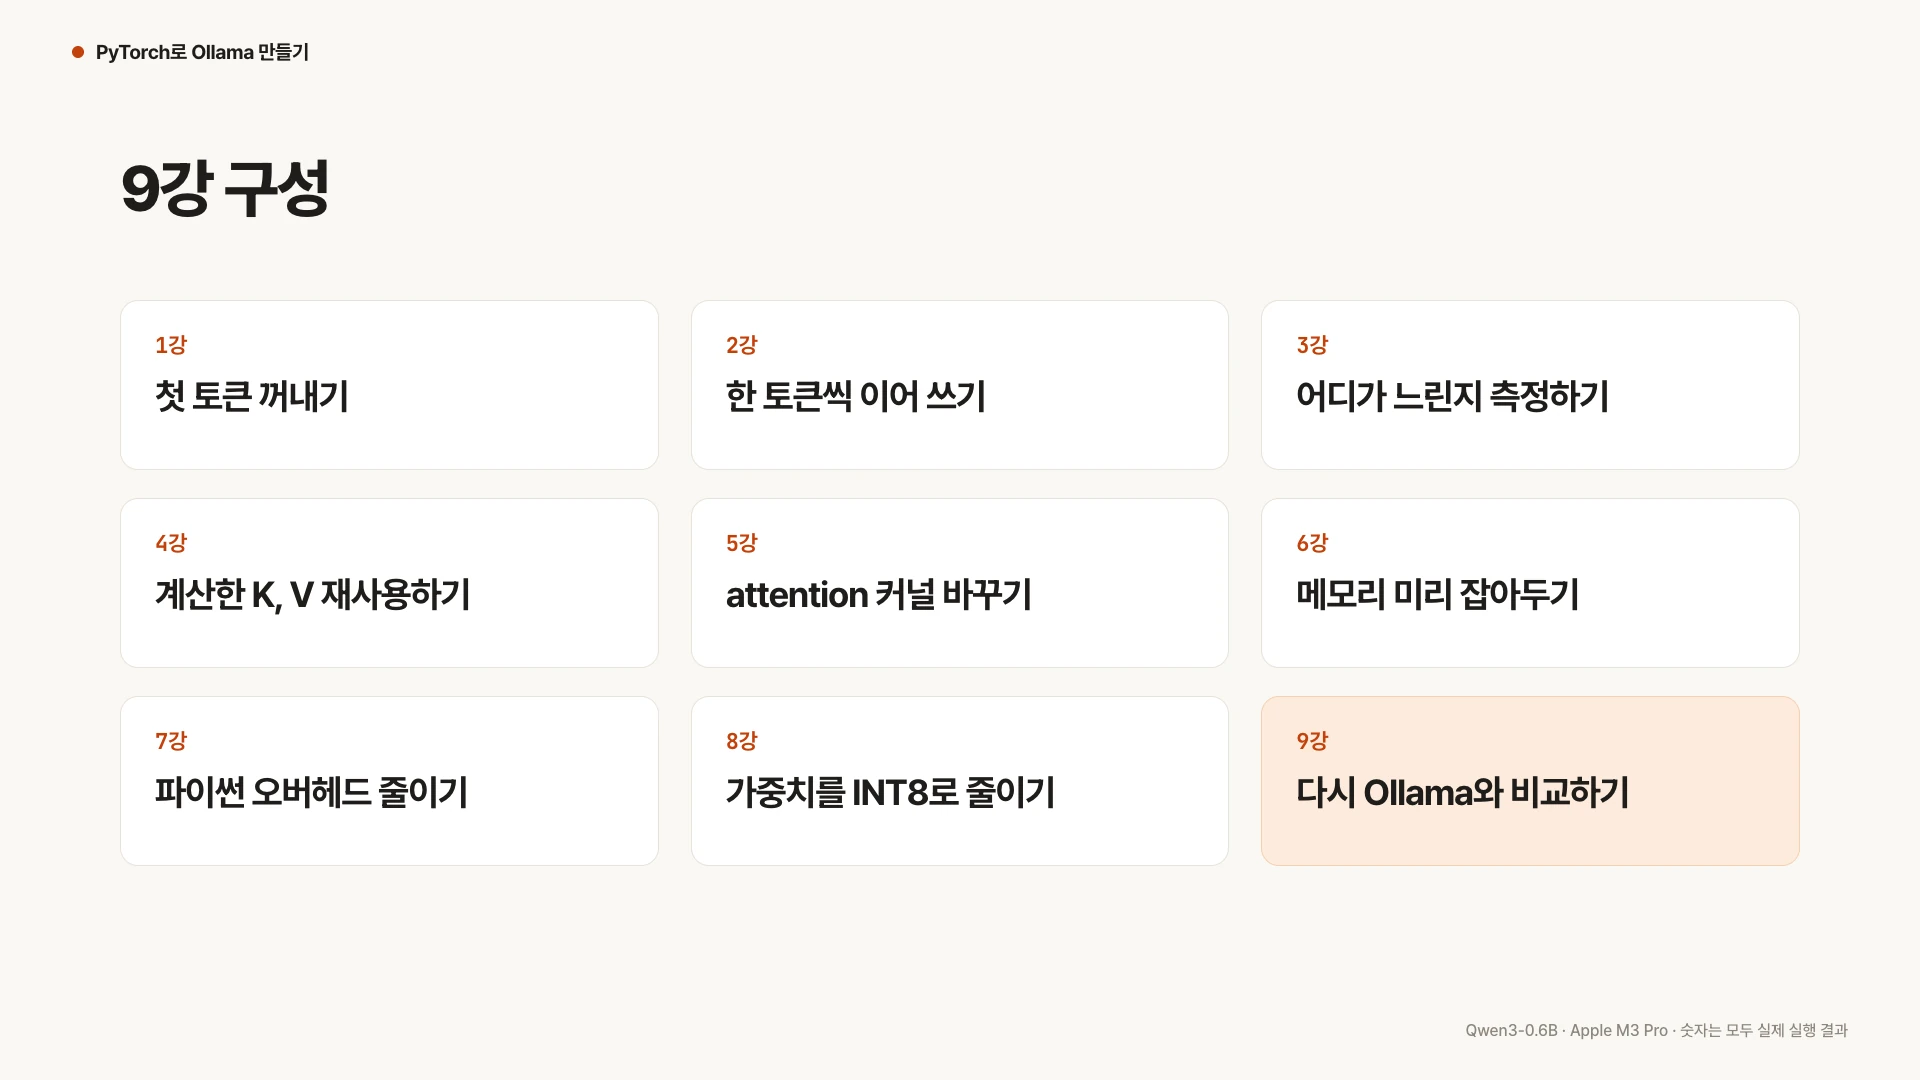 PyTorch로 Ollama 만들기
9강 구성
1강
첫 토큰 꺼내기
2강
한 토큰씩 이어 쓰기
3강
어디가 느린지 측정하기
4강
계산한 K, V 재사용하기
5강
attention 커널 바꾸기
6강
메모리 미리 잡아두기
7강
파이썬 오버헤드 줄이기
8강
가중치를 INT8로 줄이기
9강
다시 Ollama와 비교하기
Qwen3-0.6B · Apple M3 Pro · 숫자는 모두 실제 실행 결과